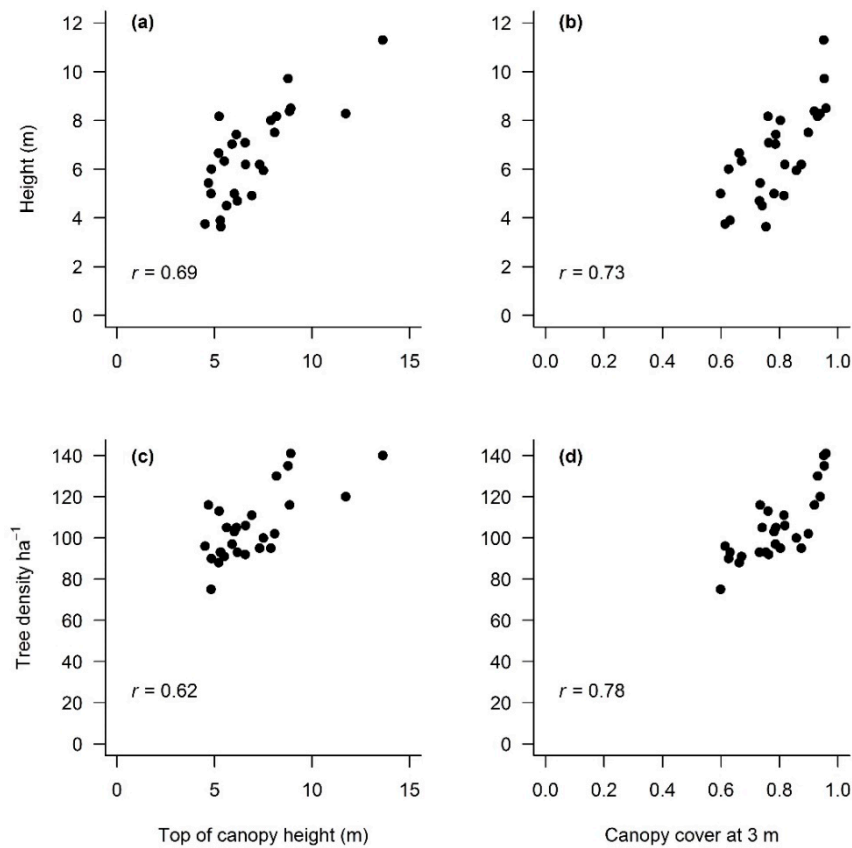 (a)
12
10
8
6
4
2
0
Height (m)
r = 0.69
0 5 10 15
(b)
12
10
8
6
4
2
0
r = 0.73
0.0 0.2 0.4 0.6 0.8 1.0
(c)
140
120
100
80
60
40
20
0
Tree density ha⁻¹
r = 0.62
0 5 10 15
Top of canopy height (m)
(d)
140
120
100
80
60
40
20
0
r = 0.78
0.0 0.2 0.4 0.6 0.8 1.0
Canopy cover at 3 m